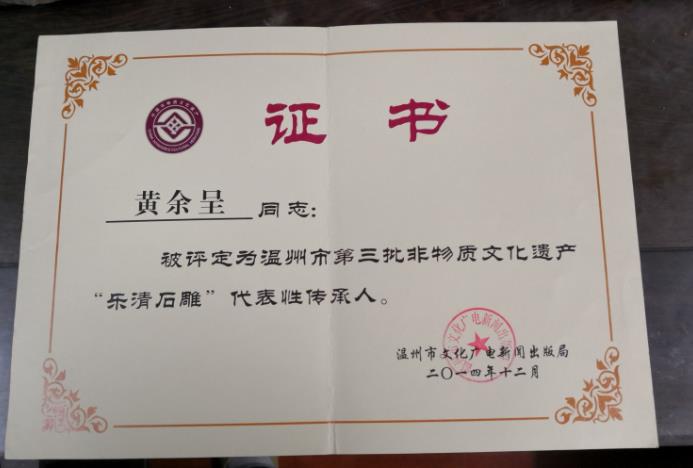 证书
黄余呈 同志：
被评定为温州市第三批非物质文化遗产
“乐清石雕”代表性传承人。
温州市文化广电新闻出版局
二〇一四年十二月